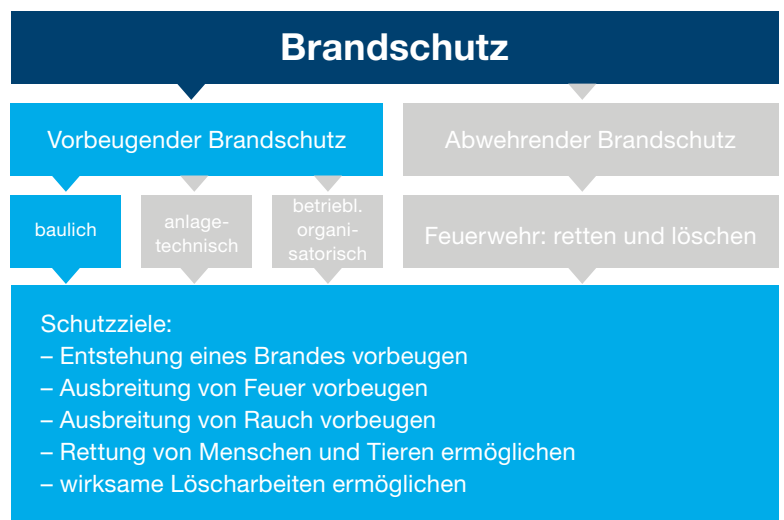 Brandschutz
Vorbeugender Brandschutz
Abwehrender Brandschutz
baulich
anlage-
technisch
betriebl.
organi-
satorisch
Feuerwehr: retten und löschen
Schutzziele:
– Entstehung eines Brandes vorbeugen
– Ausbreitung von Feuer vorbeugen
– Ausbreitung von Rauch vorbeugen
– Rettung von Menschen und Tieren ermöglichen
– wirksame Löscharbeiten ermöglichen